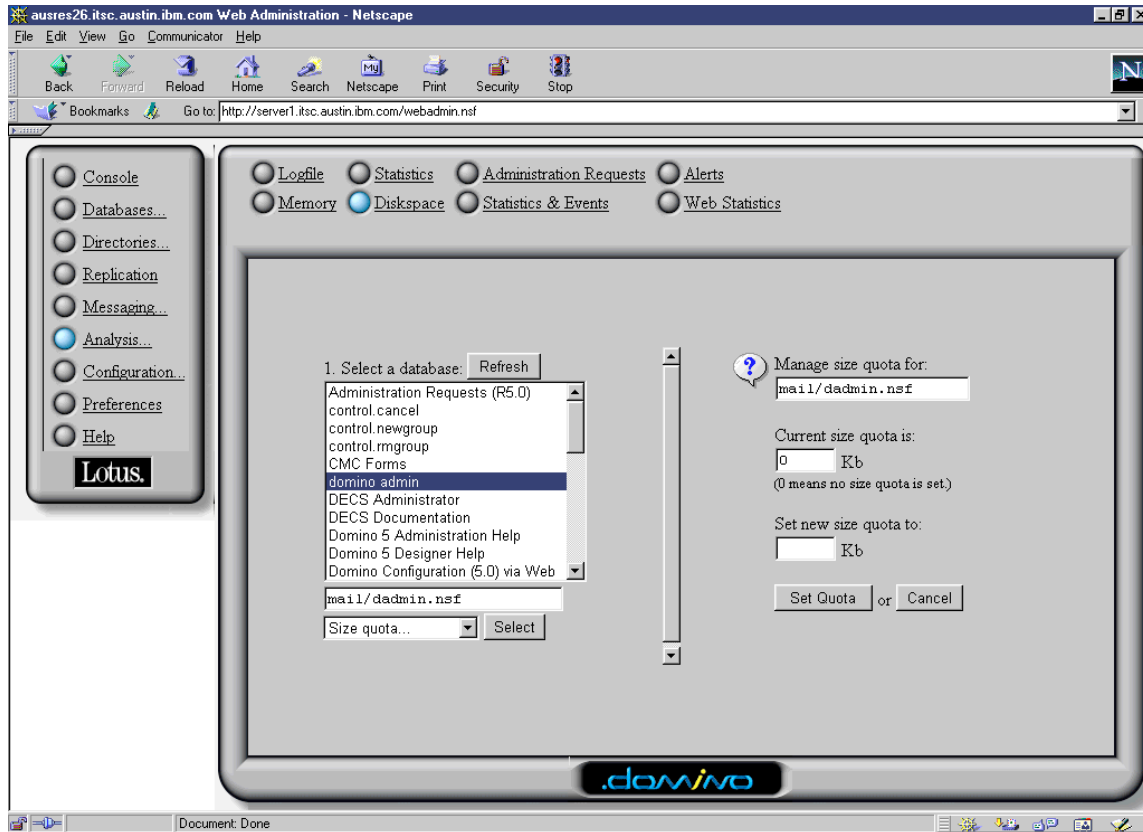 ausres26.itsc.austin.ibm.com Web Administration - Netscape
File Edit View Go Communicator Help
Back Forward Reload Home Search Netscape Print Security Stop
My
N
Bookmarks Go to: http://server1.itsc.austin.ibm.com/webadmin.nsf
Console
Databases...
Directories...
Replication
Messaging...
Analysis...
Configuration...
Preferences
Help
Lotus.
Logfile Statistics Administration Requests Alerts
Memory Diskspace Statistics & Events Web Statistics
1. Select a database: Refresh
Administration Requests (R5.0)
control.cancel
control.newgroup
control.rmgroup
CMC Forms
domino admin
DECS Administrator
DECS Documentation
Domino 5 Administration Help
Domino 5 Designer Help
Domino Configuration (5.0) via Web
mail/dadmin.nsf
Size quota... Select
? Manage size quota for:
mail/dadmin.nsf
Current size quota is:
0 Kb
(0 means no size quota is set.)
Set new size quota to:
Kb
Set Quota or Cancel
.domino
Document: Done